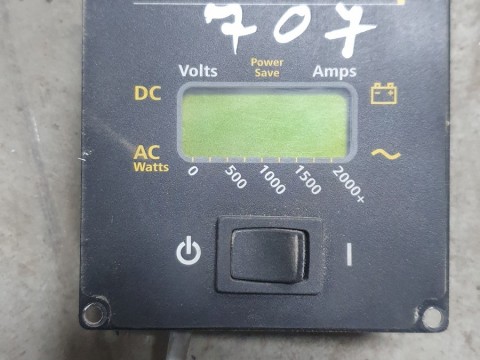 707
Volts Power Save Amps
DC
AC
Watts
0 500 1000 1500 2000+
I